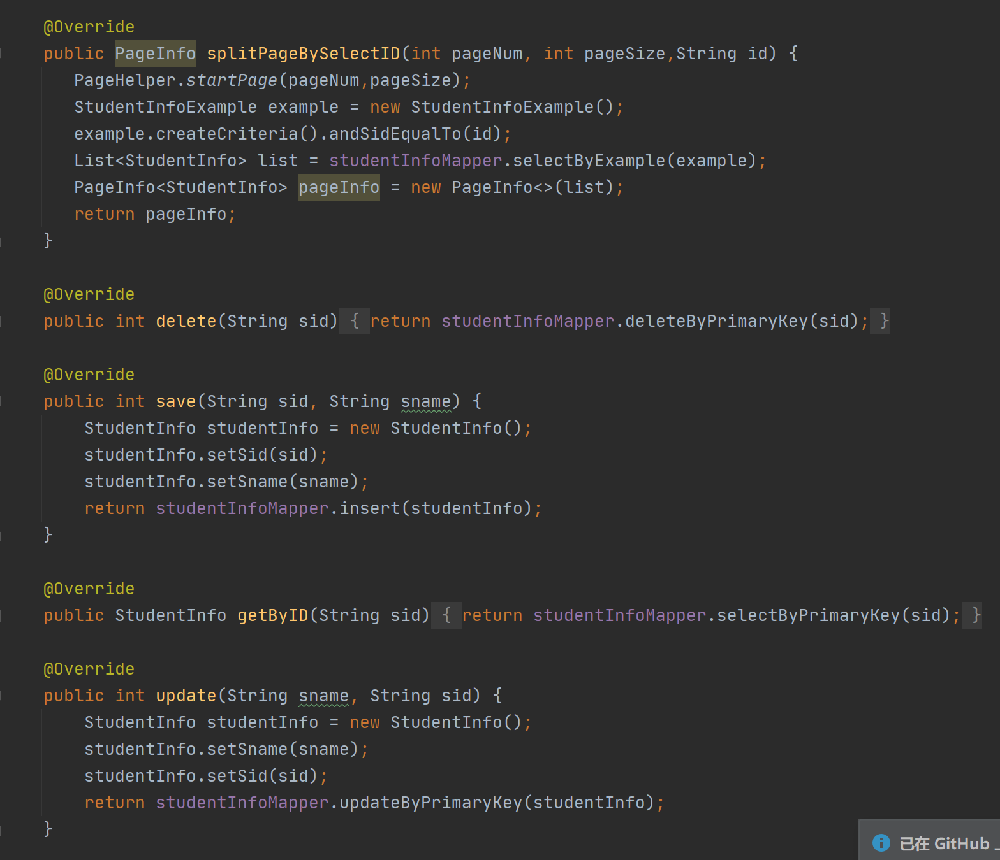 @Override
public PageInfo splitPageBySelectID(int pageNum, int pageSize,String id) {
PageHelper.startPage(pageNum,pageSize);
StudentInfoExample example = new StudentInfoExample();
example.createCriteria().andSidEqualTo(id);
List<StudentInfo> list = studentInfoMapper.selectByExample(example);
PageInfo<StudentInfo> pageInfo = new PageInfo<>(list);
return pageInfo;
}
@Override
public int delete(String sid) { return studentInfoMapper.deleteByPrimaryKey(sid); }
@Override
public int save(String sid, String sname) {
StudentInfo studentInfo = new StudentInfo();
studentInfo.setSid(sid);
studentInfo.setSname(sname);
return studentInfoMapper.insert(studentInfo);
}
@Override
public StudentInfo getByID(String sid) { return studentInfoMapper.selectByPrimaryKey(sid); }
@Override
public int update(String sname, String sid) {
StudentInfo studentInfo = new StudentInfo();
studentInfo.setSname(sname);
studentInfo.setSid(sid);
return studentInfoMapper.updateByPrimaryKey(studentInfo);
}
已在 GitHub